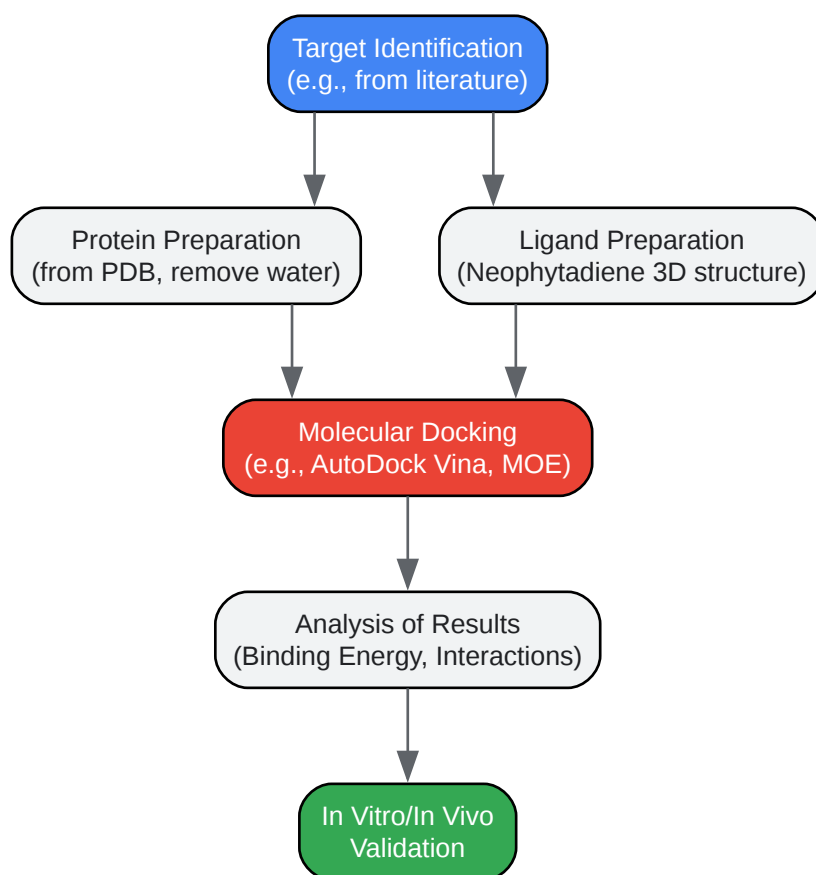 Target Identification
(e.g., from literature)
Protein Preparation
(from PDB, remove water)
Ligand Preparation
(Neophytadiene 3D structure)
Molecular Docking
(e.g., AutoDock Vina, MOE)
Analysis of Results
(Binding Energy, Interactions)
In Vitro/In Vivo
Validation